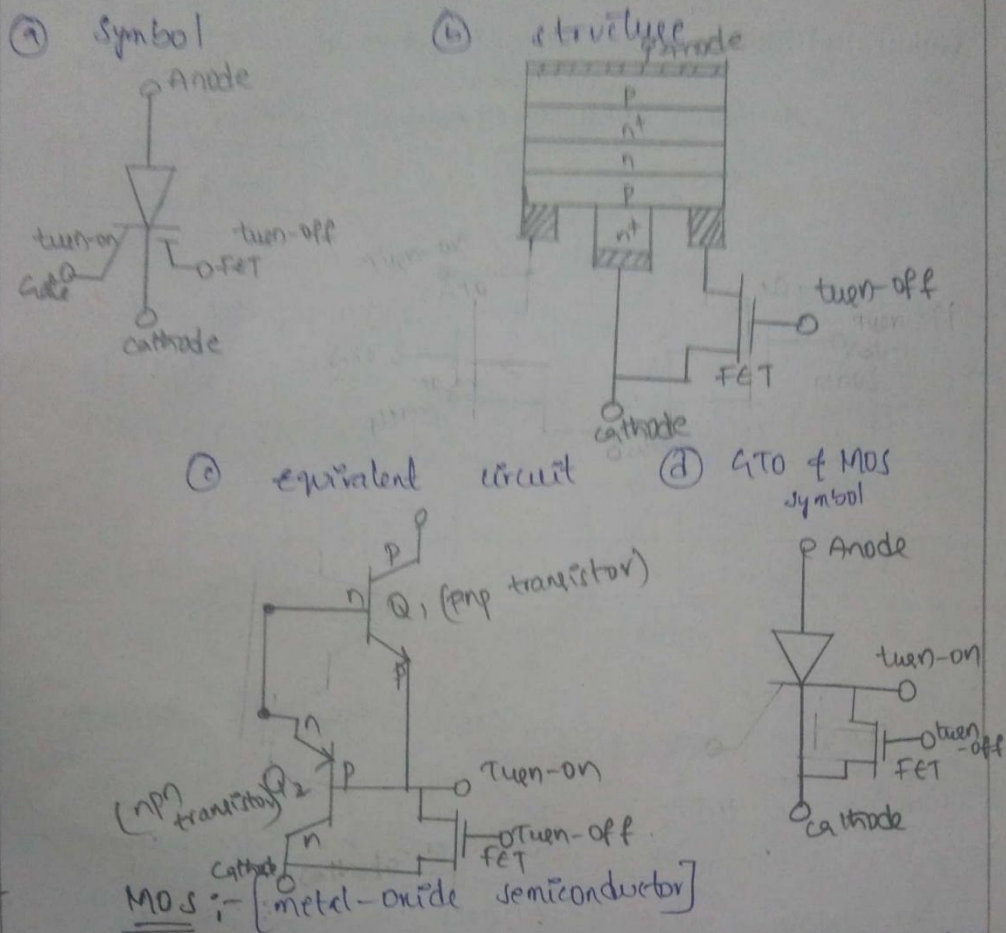 (a) Symbol
Anode
turn-on
Gate
turn-off
FET
cathode
(b) structure
p
n+
n
p
n+
turn-off
FET
cathode
(c) equivalent circuit
p
n
Q1 (pnp transistor)
p
n
p
Q2
(npn transistor)
n
Turn-on
Turn-off
FET
Cathode
(d) GTO & MOS
symbol
Anode
turn-on
turn-off
FET
cathode
MOS :- [metal-oxide semiconductor]